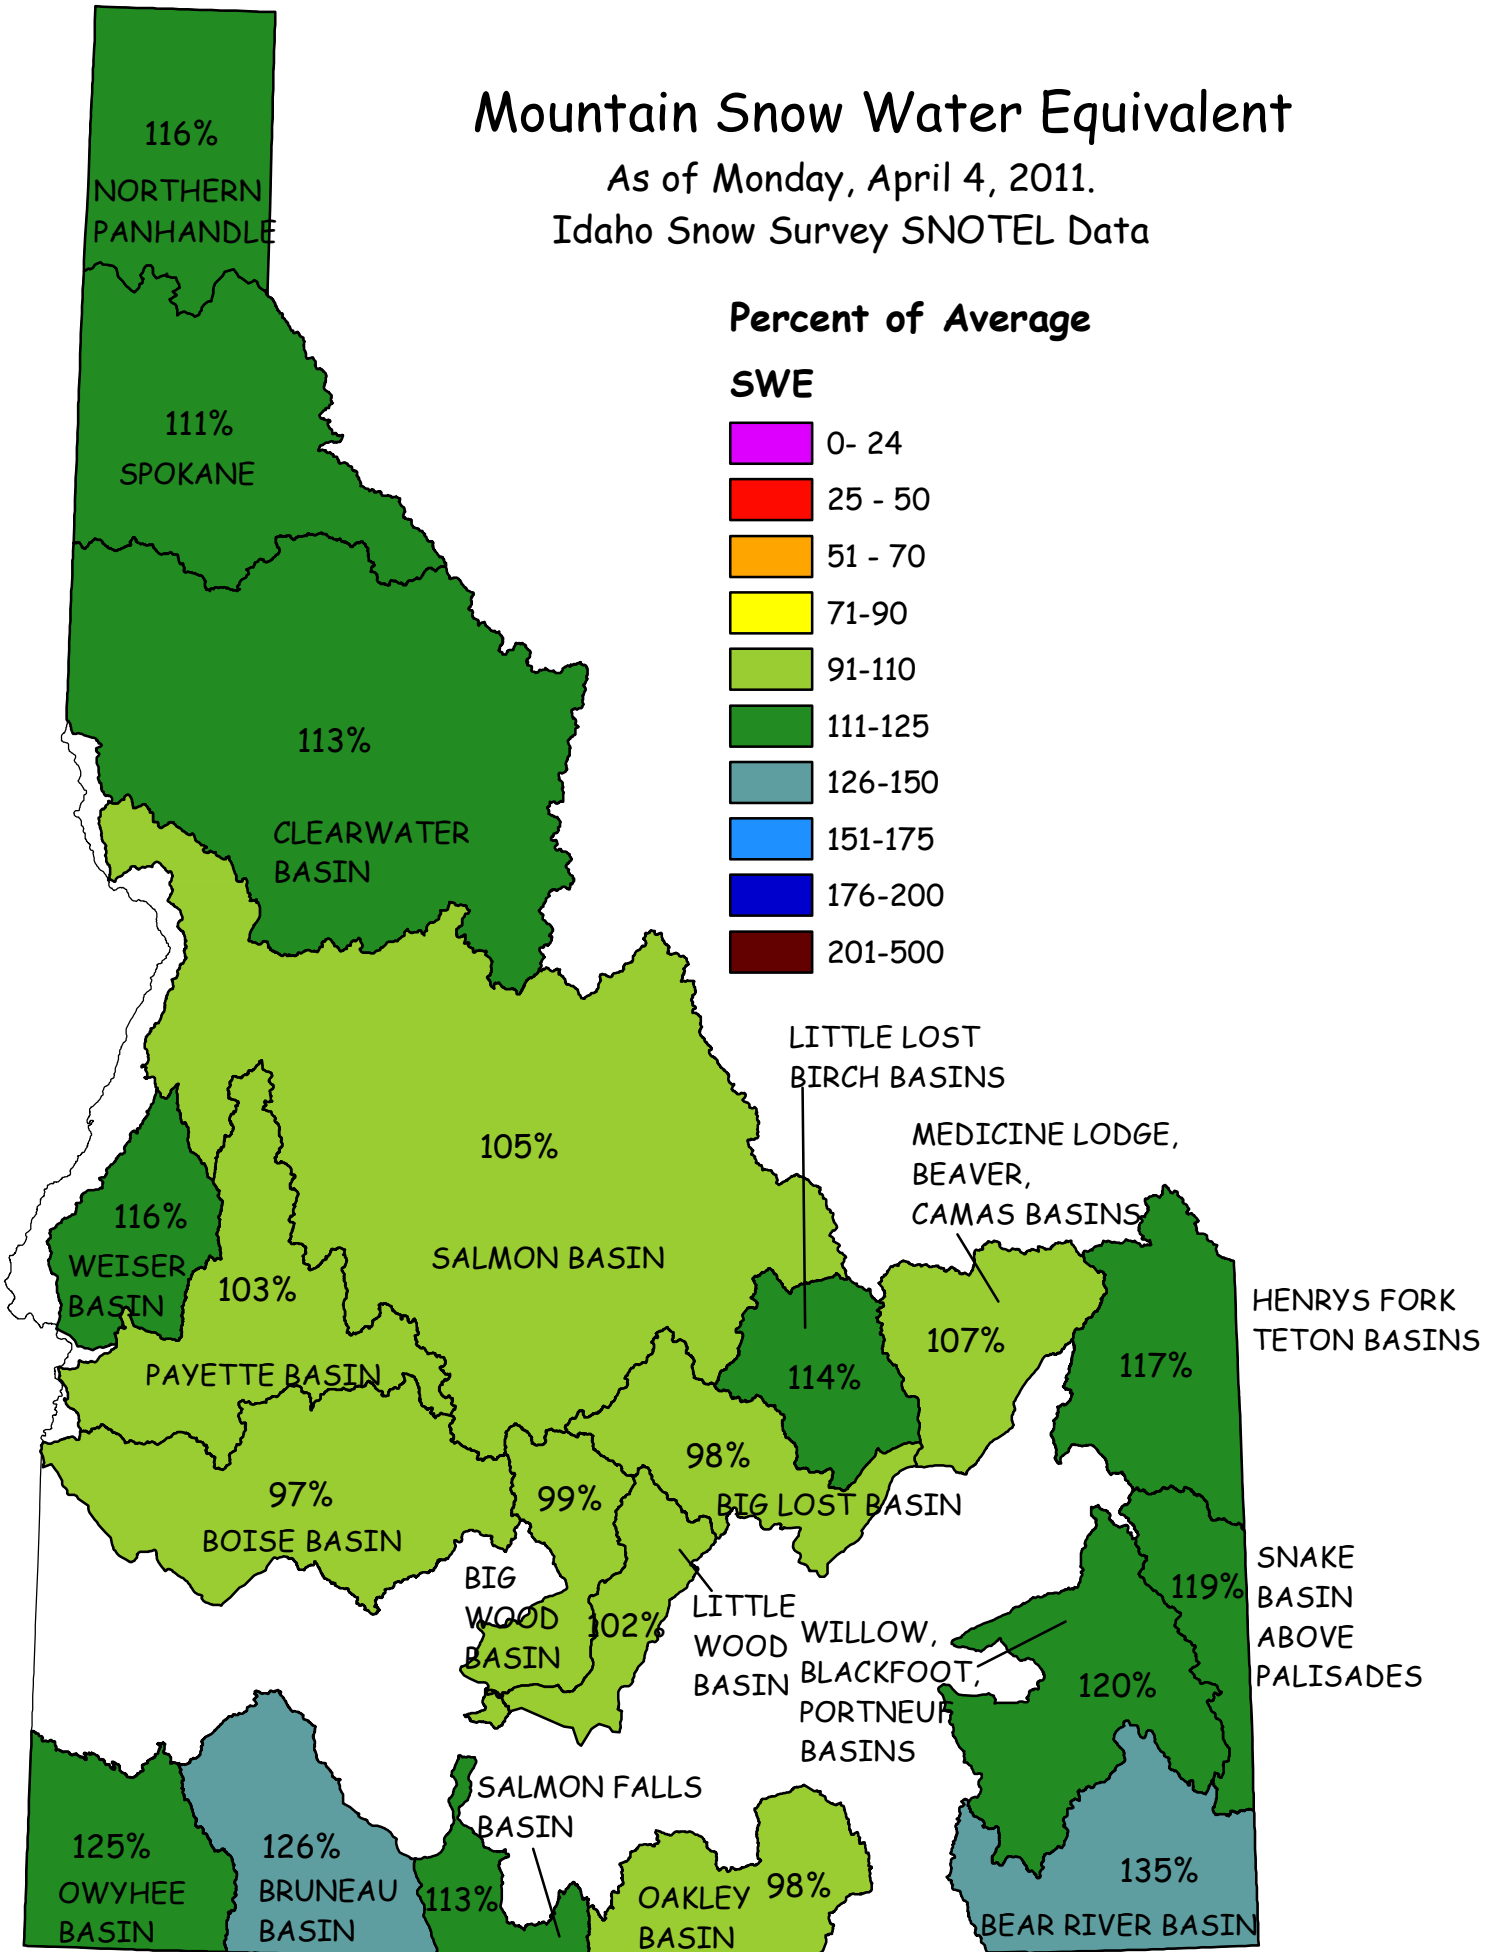 Mountain Snow Water Equivalent
As of Monday, April 4, 2011.
Idaho Snow Survey SNOTEL Data
Percent of Average
SWE
0- 24
25 - 50
51 - 70
71-90
91-110
111-125
126-150
151-175
176-200
201-500
116%
NORTHERN
PANHANDLE
111%
SPOKANE
113%
CLEARWATER
BASIN
LITTLE LOST
BIRCH BASINS
MEDICINE LODGE,
BEAVER,
CAMAS BASINS
105%
SALMON BASIN
116%
WEISER
BASIN
103%
PAYETTE BASIN
114%
107%
117%
HENRYS FORK
TETON BASINS
97%
BOISE BASIN
99%
98%
BIG LOST BASIN
BIG
WOOD
BASIN
102%
LITTLE
WOOD
BASIN
WILLOW,
BLACKFOOT,
PORTNEUF
BASINS
119%
SNAKE
BASIN
ABOVE
PALISADES
120%
125%
OWYHEE
BASIN
126%
BRUNEAU
BASIN
SALMON FALLS
BASIN
113%
OAKLEY
BASIN
98%
135%
BEAR RIVER BASIN